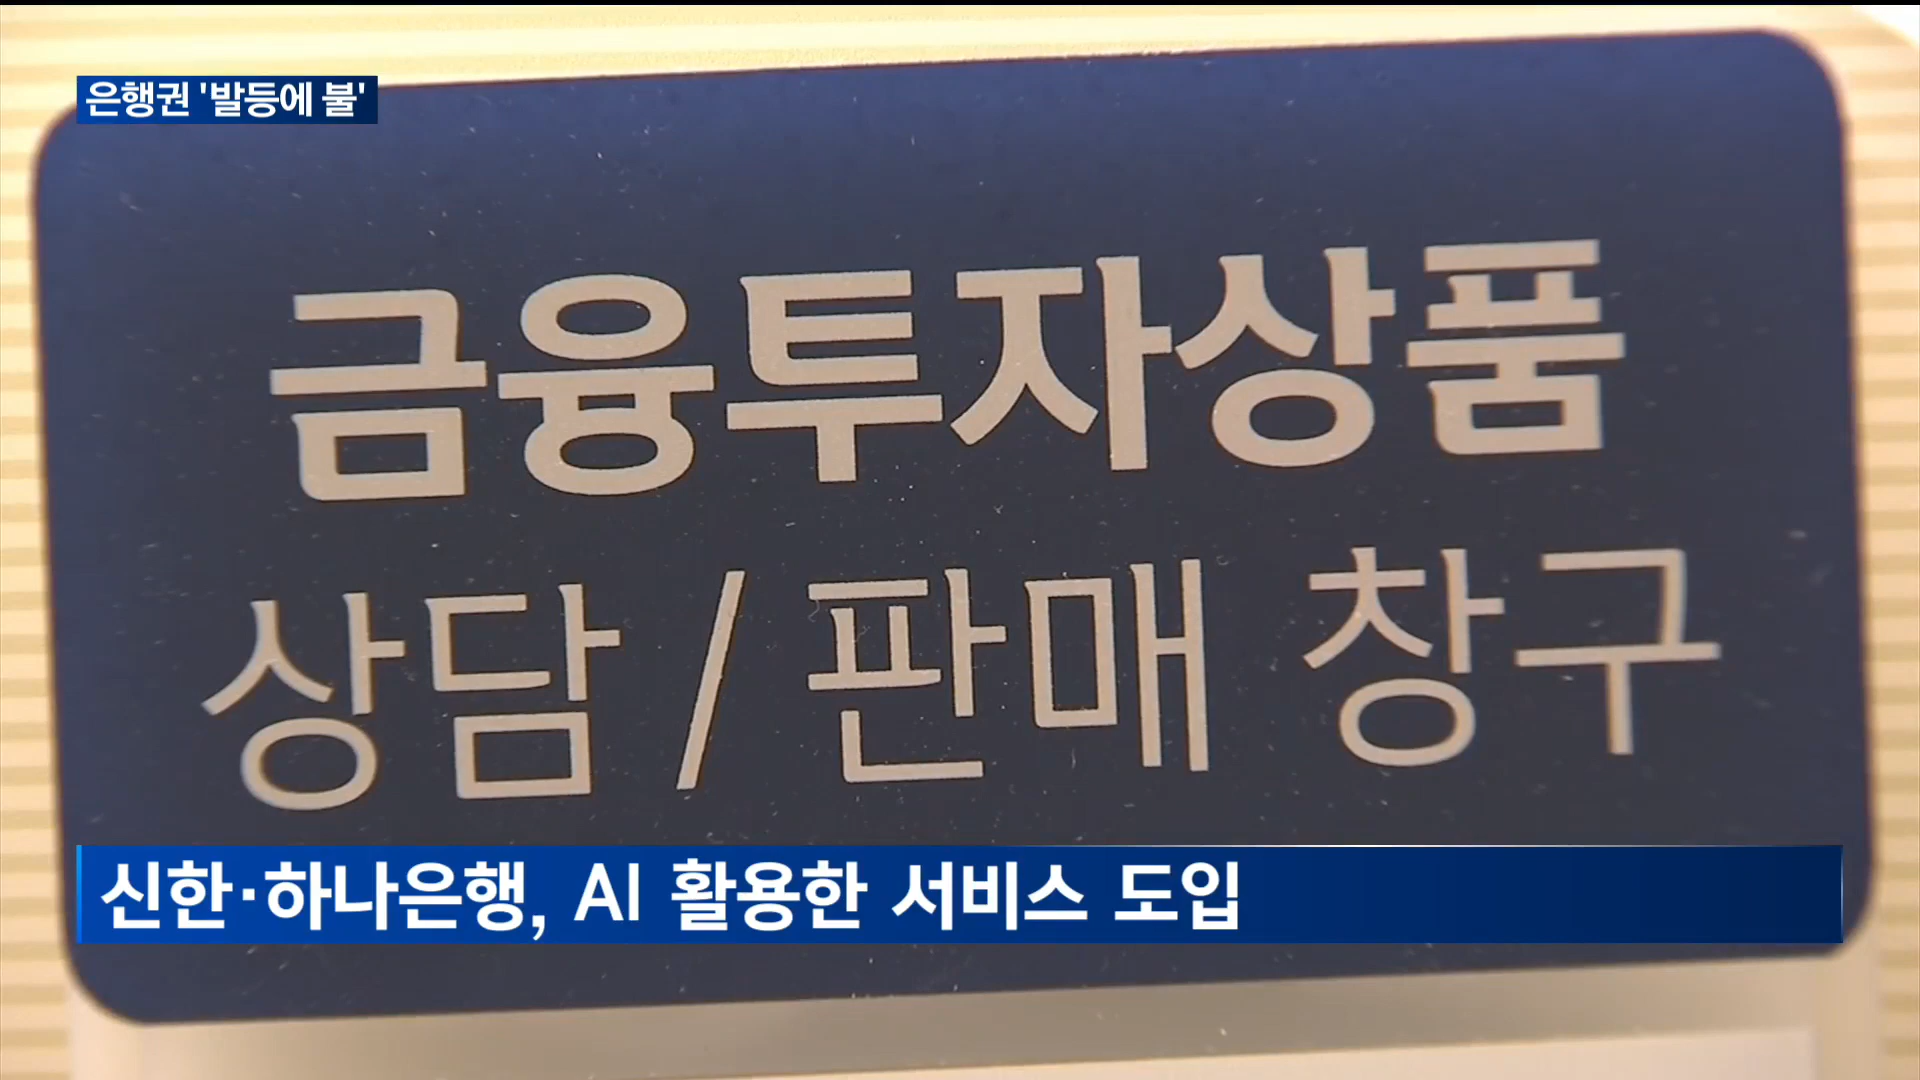 은행권 '발등에 불'
금융투자상품
상담 / 판매 창구
신한·하나은행, AI 활용한 서비스 도입